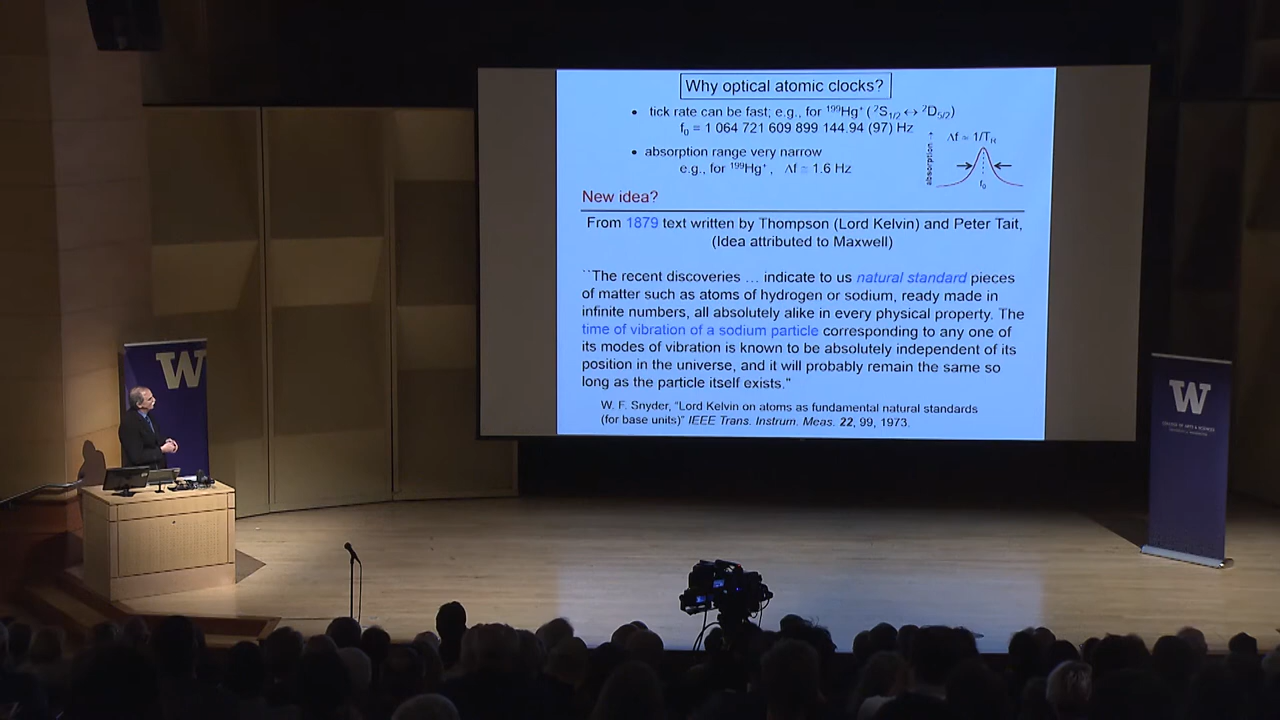 Why optical atomic clocks?
• tick rate can be fast; e.g., for ¹⁹⁹Hg⁺ (²S₁/₂ ↔ ²D₅/₂)
f₀ = 1 064 721 609 899 144.94 (97) Hz
• absorption range very narrow
e.g., for ¹⁹⁹Hg⁺, Δf ≃ 1.6 Hz
absorption →
Δf ≃ 1/T_R
f₀
New idea?
From 1879 text written by Thompson (Lord Kelvin) and Peter Tait,
(Idea attributed to Maxwell)
``The recent discoveries … indicate to us natural standard pieces
of matter such as atoms of hydrogen or sodium, ready made in
infinite numbers, all absolutely alike in every physical property. The
time of vibration of a sodium particle corresponding to any one of
its modes of vibration is known to be absolutely independent of its
position in the universe, and it will probably remain the same so
long as the particle itself exists."
W. F. Snyder, "Lord Kelvin on atoms as fundamental natural standards
(for base units)" IEEE Trans. Instrum. Meas. 22, 99, 1973.
W
W
COLLEGE OF ARTS & SCIENCES